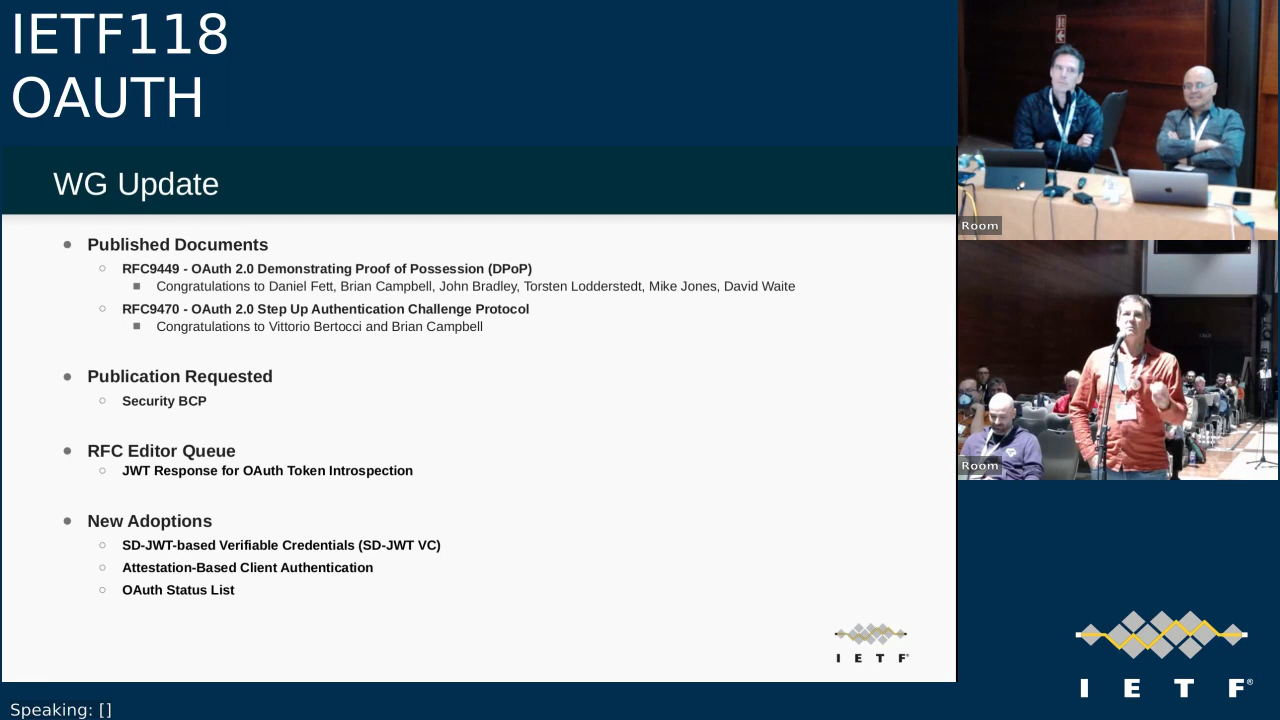 IETF118
OAUTH
WG Update
Published Documents
RFC9449 - OAuth 2.0 Demonstrating Proof of Possession (DPoP)
Congratulations to Daniel Fett, Brian Campbell, John Bradley, Torsten Lodderstedt, Mike Jones, David Waite
RFC9470 - OAuth 2.0 Step Up Authentication Challenge Protocol
Congratulations to Vittorio Bertocci and Brian Campbell
Publication Requested
Security BCP
RFC Editor Queue
JWT Response for OAuth Token Introspection
New Adoptions
SD-JWT-based Verifiable Credentials (SD-JWT VC)
Attestation-Based Client Authentication
OAuth Status List
I E T F®
Room
Room
I E T F®
Speaking: []